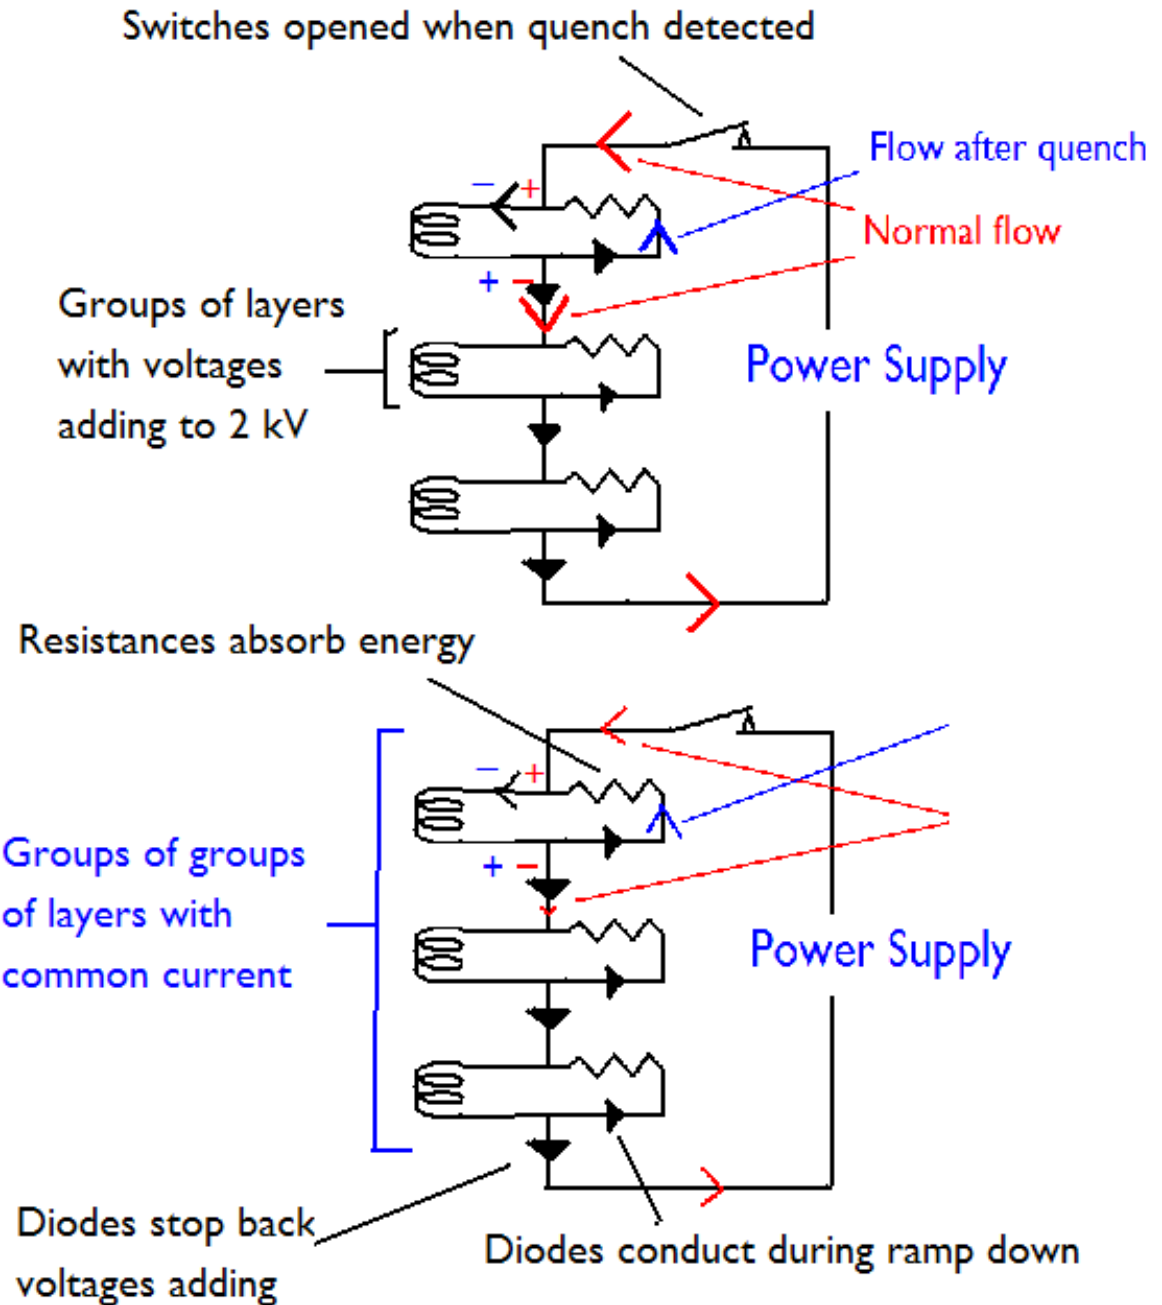 Switches opened when quench detected
Flow after quench
− +
Normal flow
+ −
Groups of layers
with voltages
adding to 2 kV
Power Supply
Resistances absorb energy
− +
Groups of groups
of layers with
common current
+ −
Power Supply
Diodes stop back
voltages adding
Diodes conduct during ramp down